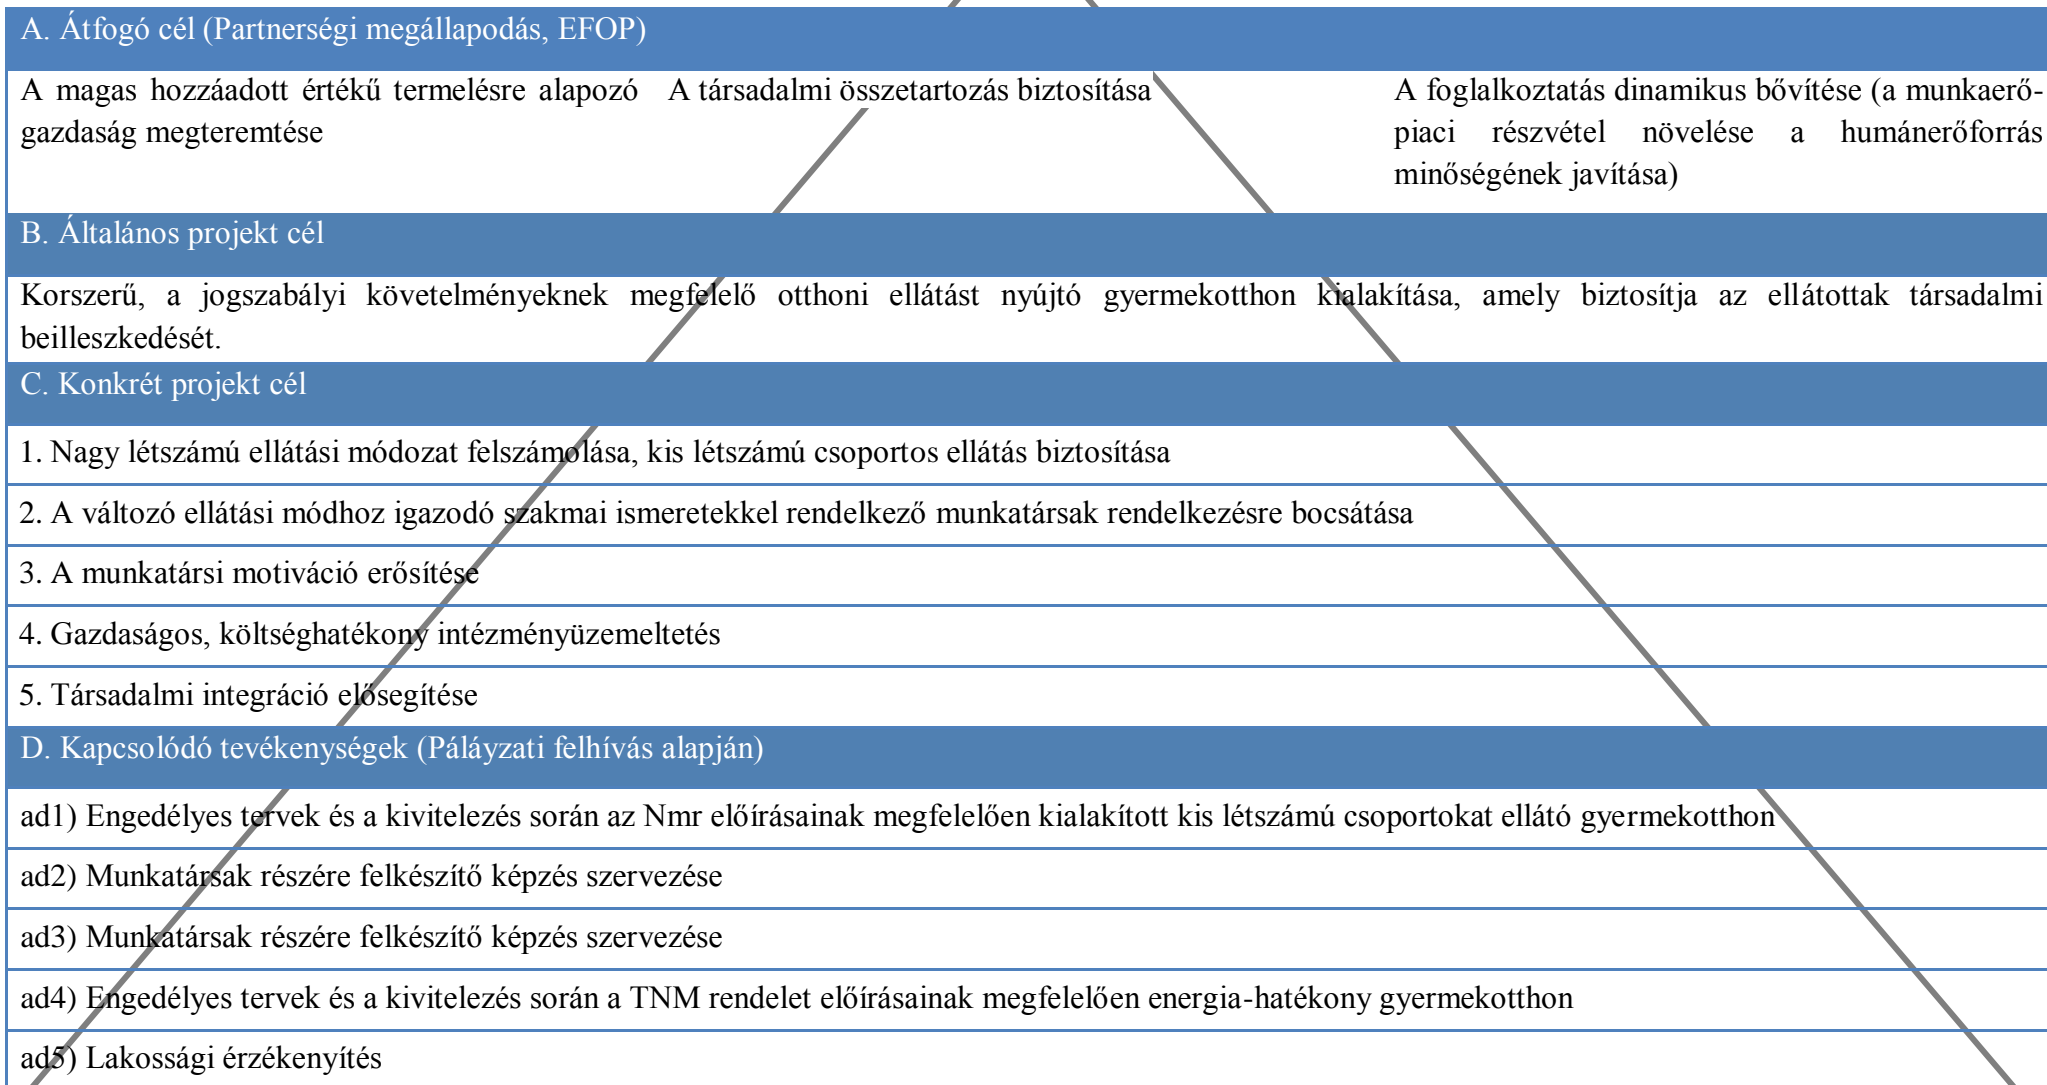 A. Átfogó cél (Partnerségi megállapodás, EFOP)
A magas hozzáadott értékű termelésre alapozó
gazdaság megteremtése
A társadalmi összetartozás biztosítása
A foglalkoztatás dinamikus bővítése (a munkaerő-
piaci részvétel növelése a humánerőforrás
minőségének javítása)
B. Általános projekt cél
Korszerű, a jogszabályi követelményeknek megfelelő otthoni ellátást nyújtó gyermekotthon kialakítása, amely biztosítja az ellátottak társadalmi
beilleszkedését.
C. Konkrét projekt cél
1. Nagy létszámú ellátási módozat felszámolása, kis létszámú csoportos ellátás biztosítása
2. A változó ellátási módhoz igazodó szakmai ismeretekkel rendelkező munkatársak rendelkezésre bocsátása
3. A munkatársi motiváció erősítése
4. Gazdaságos, költséghatékony intézményüzemeltetés
5. Társadalmi integráció elősegítése
D. Kapcsolódó tevékenységek (Páláyzati felhívás alapján)
ad1) Engedélyes tervek és a kivitelezés során az Nmr előírásainak megfelelően kialakított kis létszámú csoportokat ellátó gyermekotthon
ad2) Munkatársak részére felkészítő képzés szervezése
ad3) Munkatársak részére felkészítő képzés szervezése
ad4) Engedélyes tervek és a kivitelezés során a TNM rendelet előírásainak megfelelően energia-hatékony gyermekotthon
ad5) Lakossági érzékenyítés